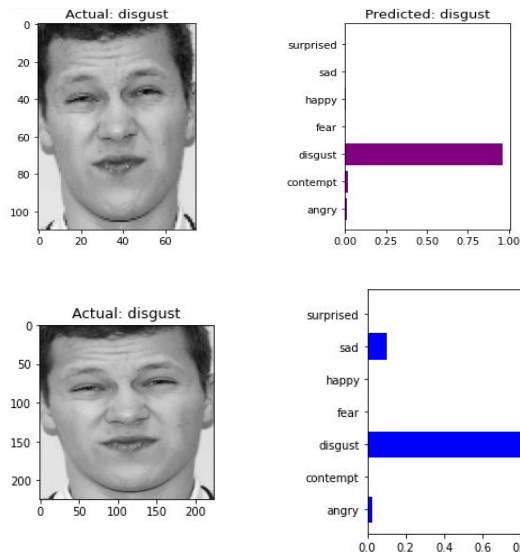 Actual: disgust
0
20
40
60
80
100
0 20 40 60
Predicted: disgust
surprised
sad
happy
fear
disgust
contempt
angry
0.00 0.25 0.50 0.75 1.00
Actual: disgust
0
50
100
150
200
0 50 100 150 200
surprised
sad
happy
fear
disgust
contempt
angry
0.0 0.2 0.4 0.6